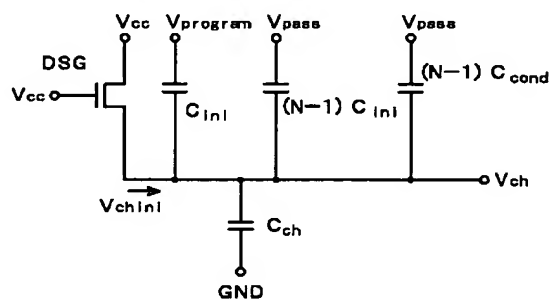 Vcc Vprogram Vpass Vpass
DSG
(N-1) Ccond
Vcc
Cini
(N-1) Cini
Vch
Vchini
Cch
GND